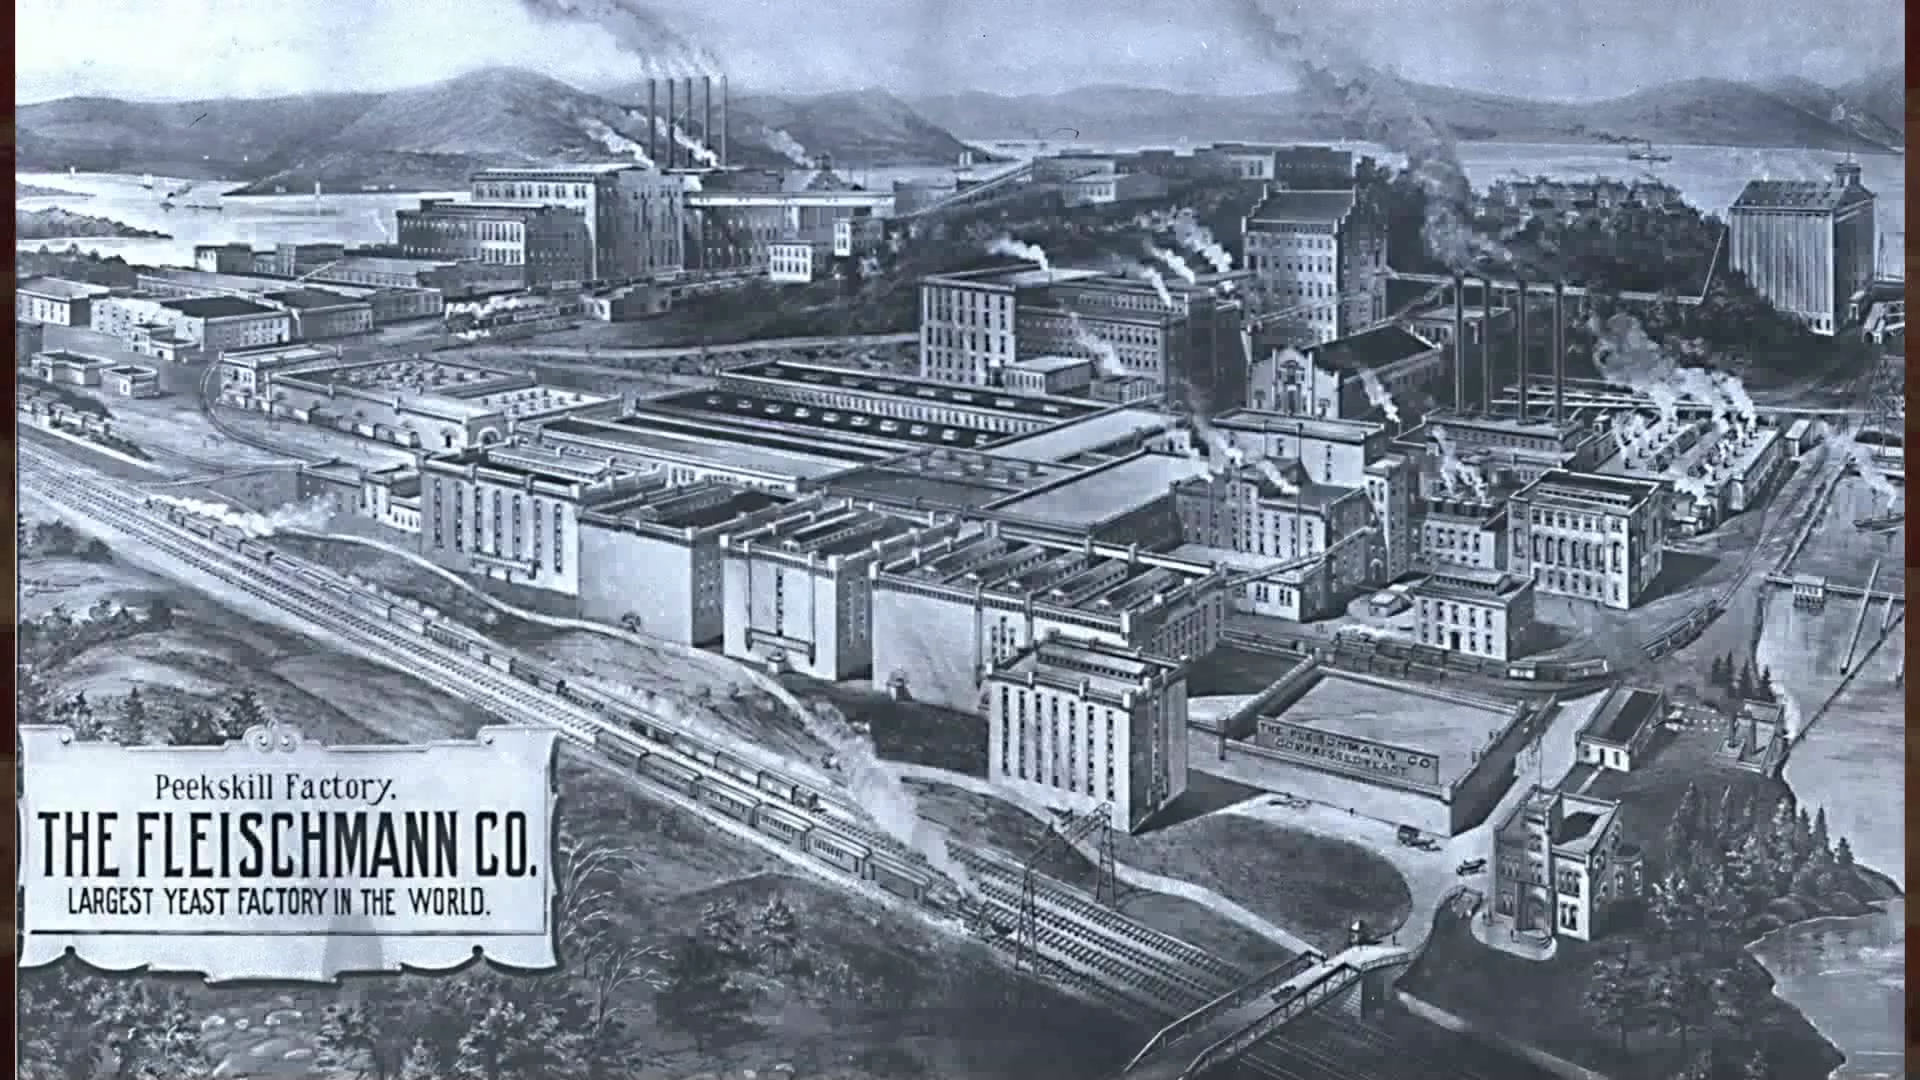 Peekskill Factory.
THE FLEISCHMANN CO.
LARGEST YEAST FACTORY IN THE WORLD.
THE FLEISCHMANN CO.
COMPRESSED YEAST